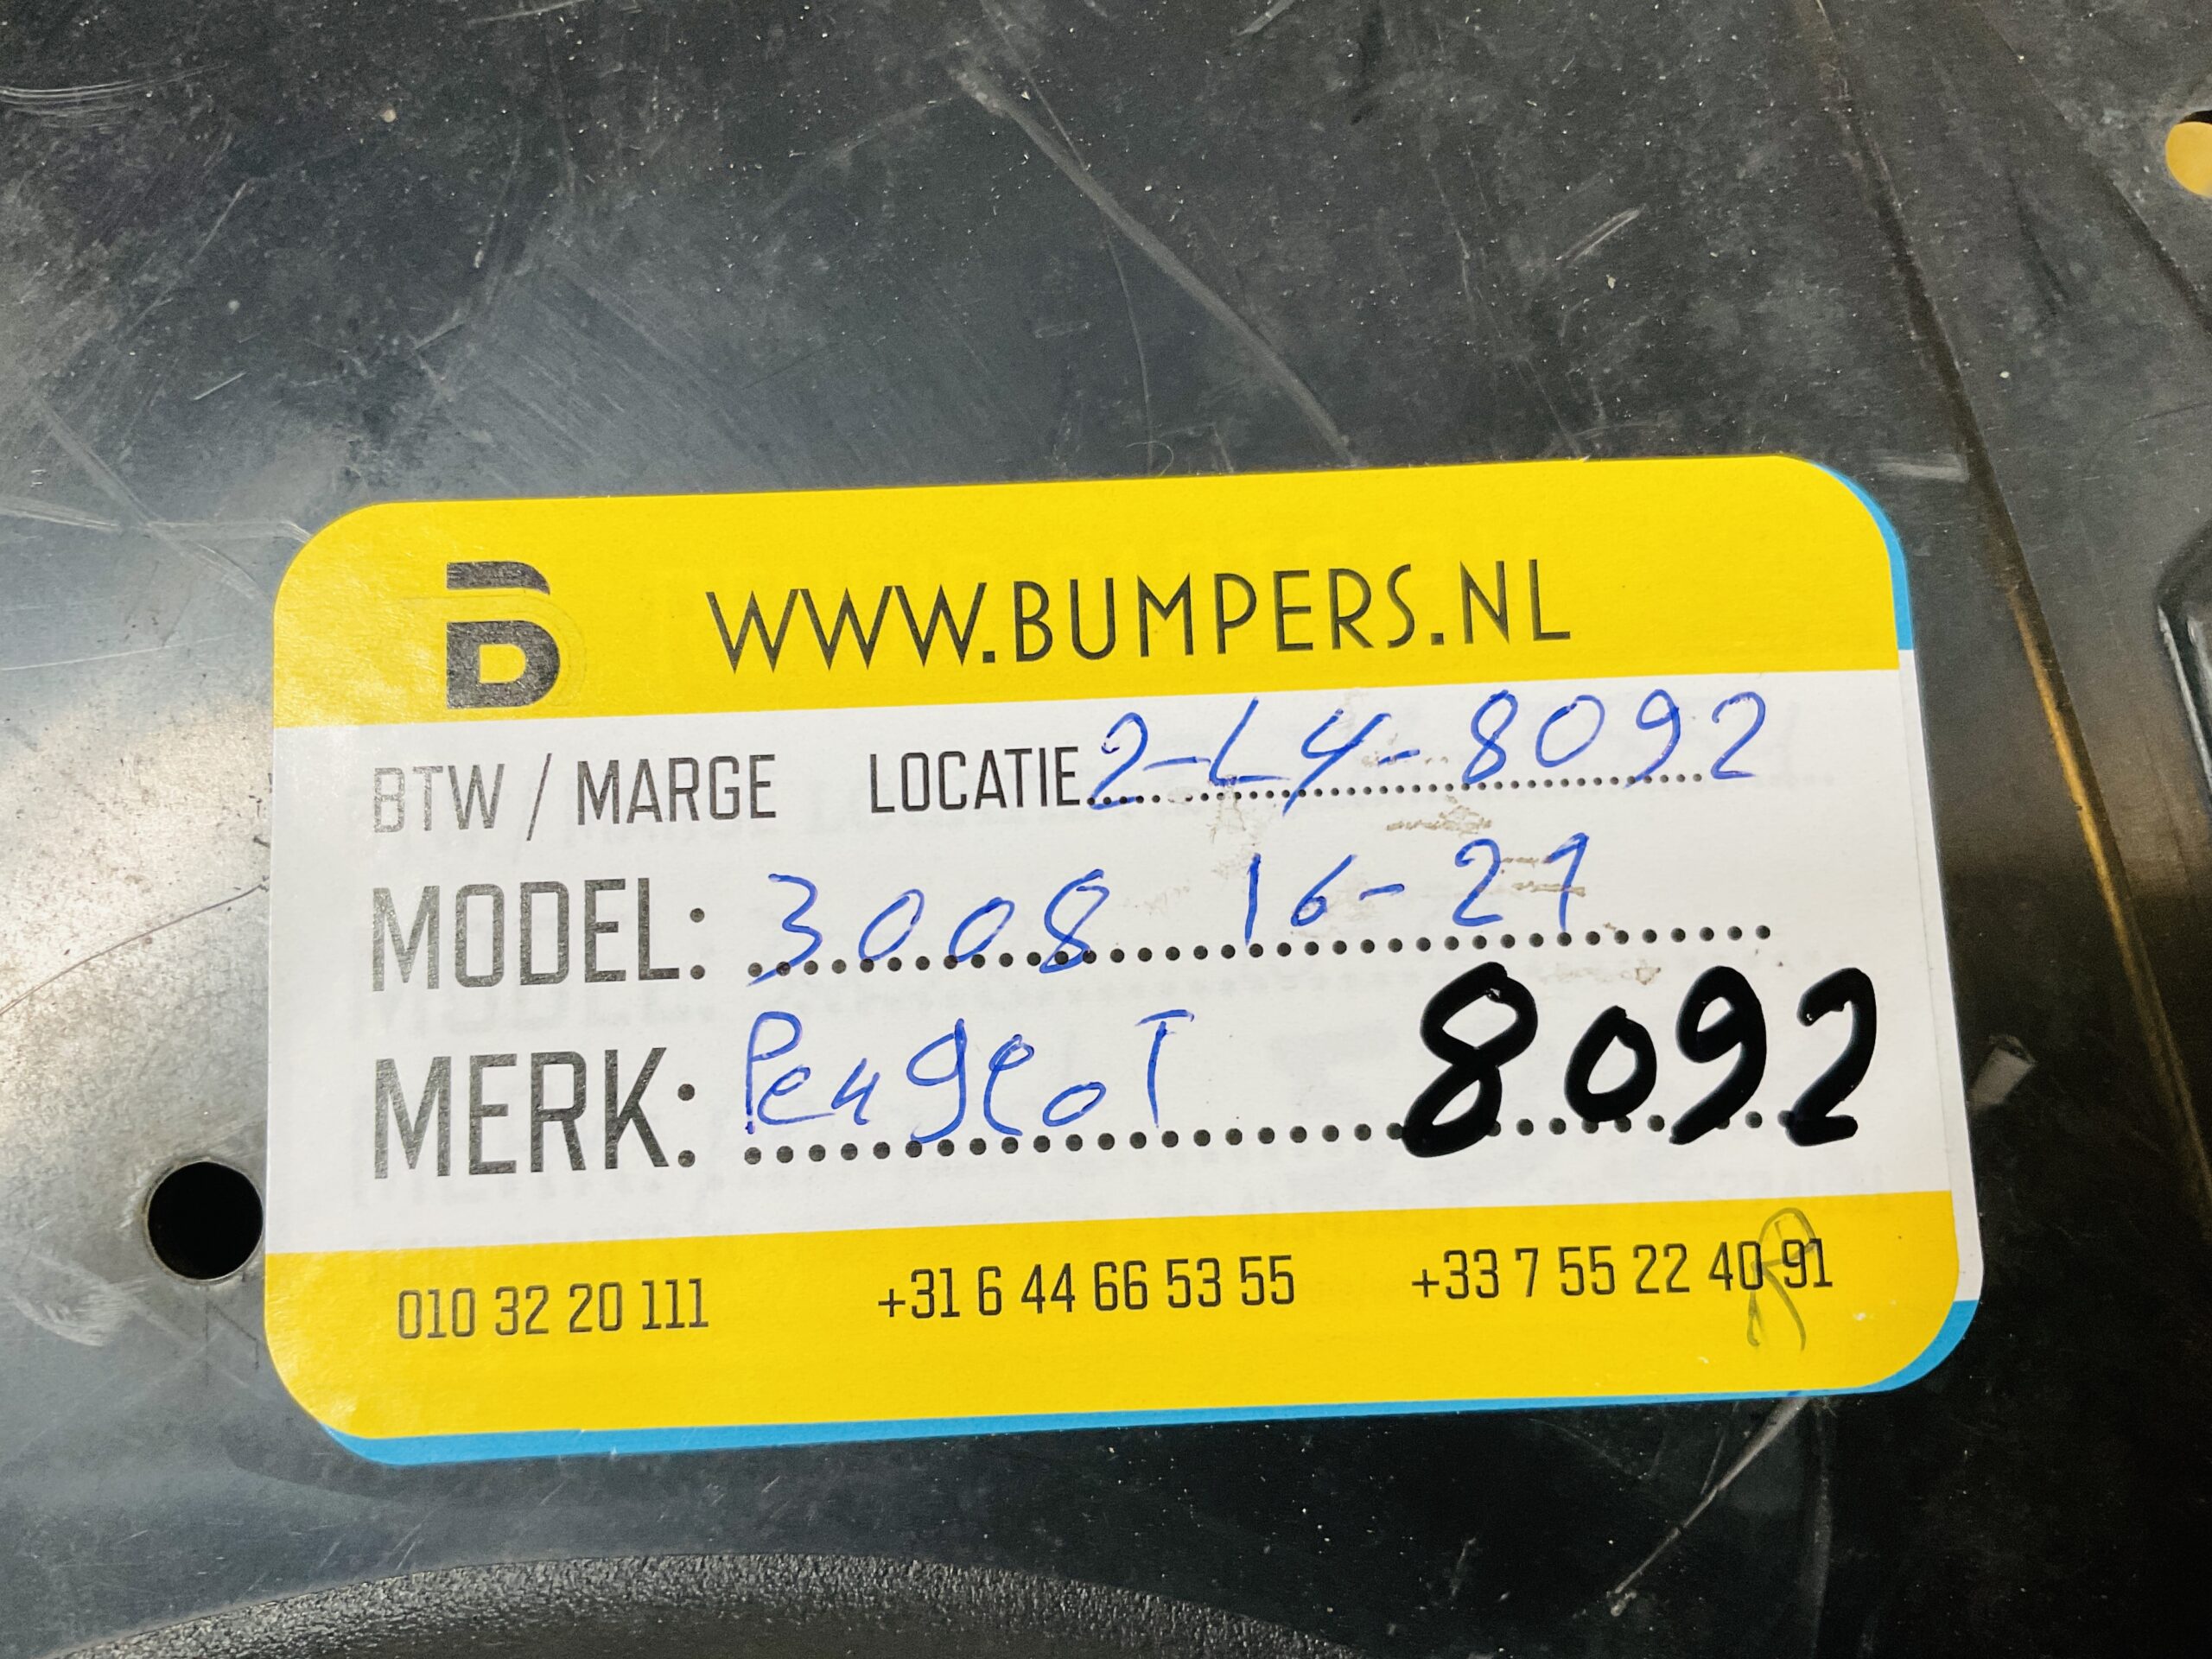 B WWW.BUMPERS.NL
BTW / MARGE LOCATIE 2-L4-8092
MODEL: 3008 16-21
MERK: Peugeot 8092
010 32 20 111 +31 6 44 66 53 55 +33 7 55 22 40 91